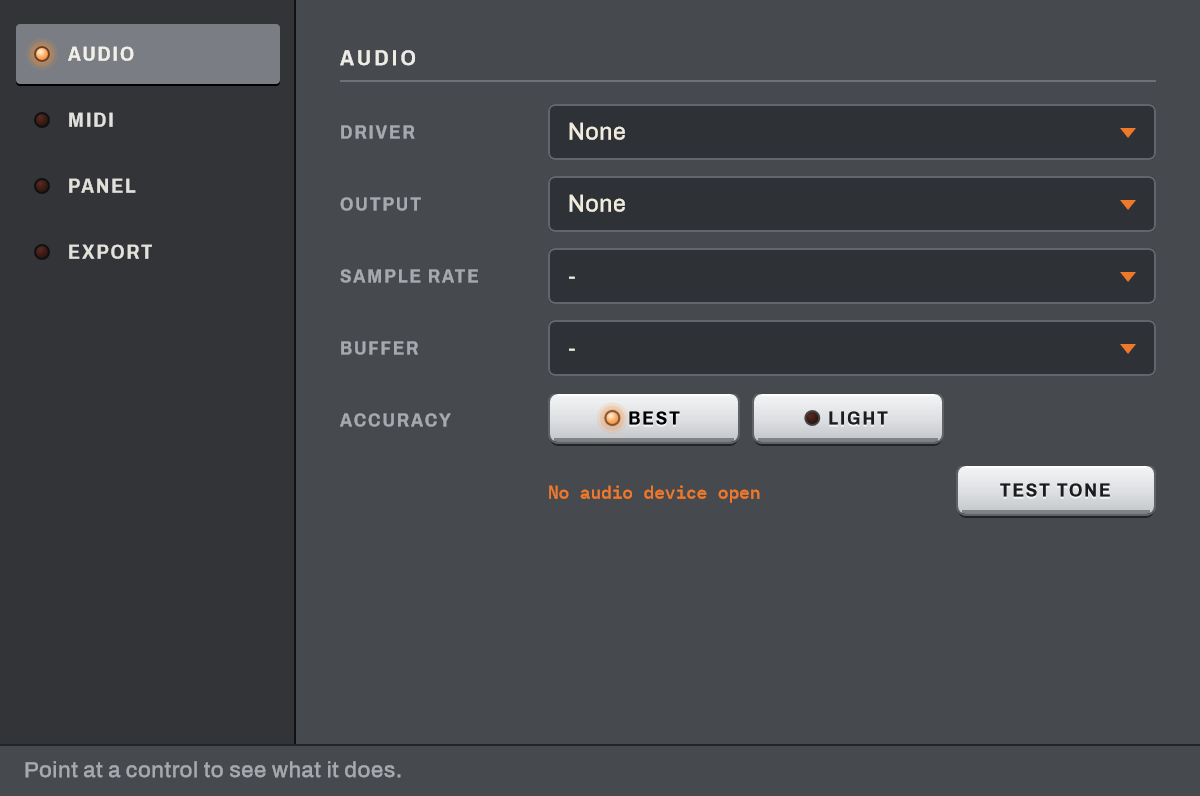 AUDIO
MIDI
PANEL
EXPORT
AUDIO
DRIVER None
OUTPUT None
SAMPLE RATE -
BUFFER -
ACCURACY BEST LIGHT
No audio device open TEST TONE
Point at a control to see what it does.